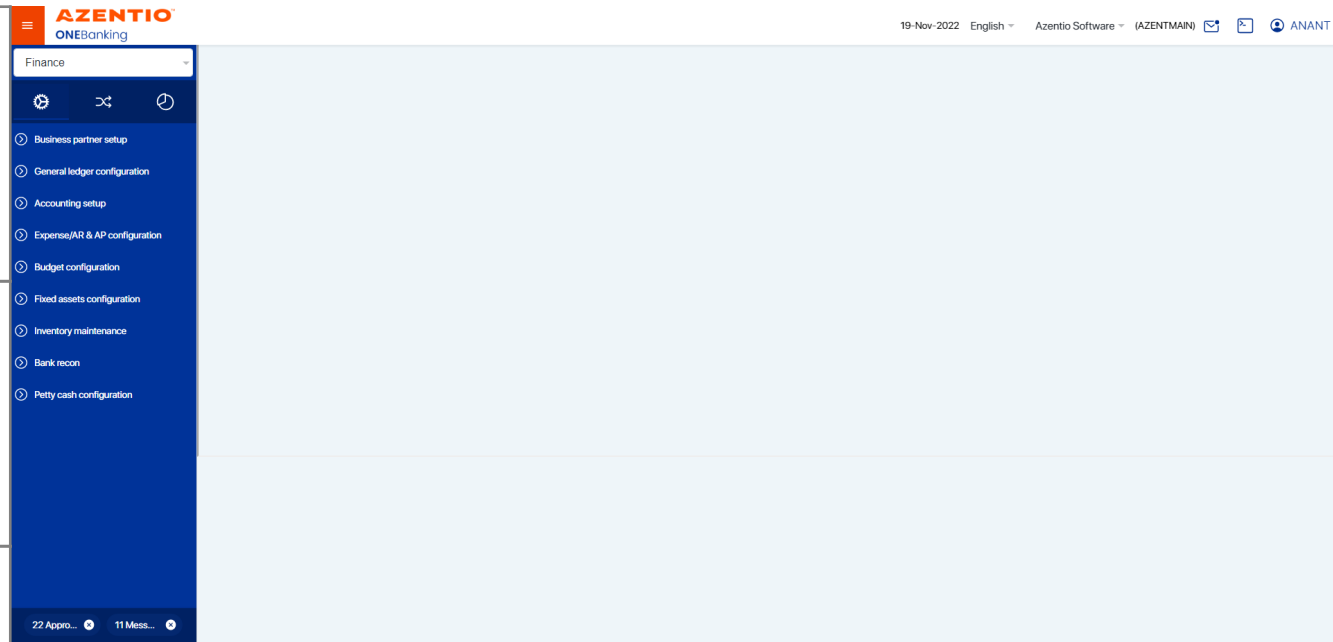 AZENTIO™
ONEBanking
19-Nov-2022 English Azentio Software (AZENTMAIN) ANANT
Finance
Business partner setup
General ledger configuration
Accounting setup
Expense/AR & AP configuration
Budget configuration
Fixed assets configuration
Inventory maintenance
Bank recon
Petty cash configuration
22 Appro... 11 Mess...